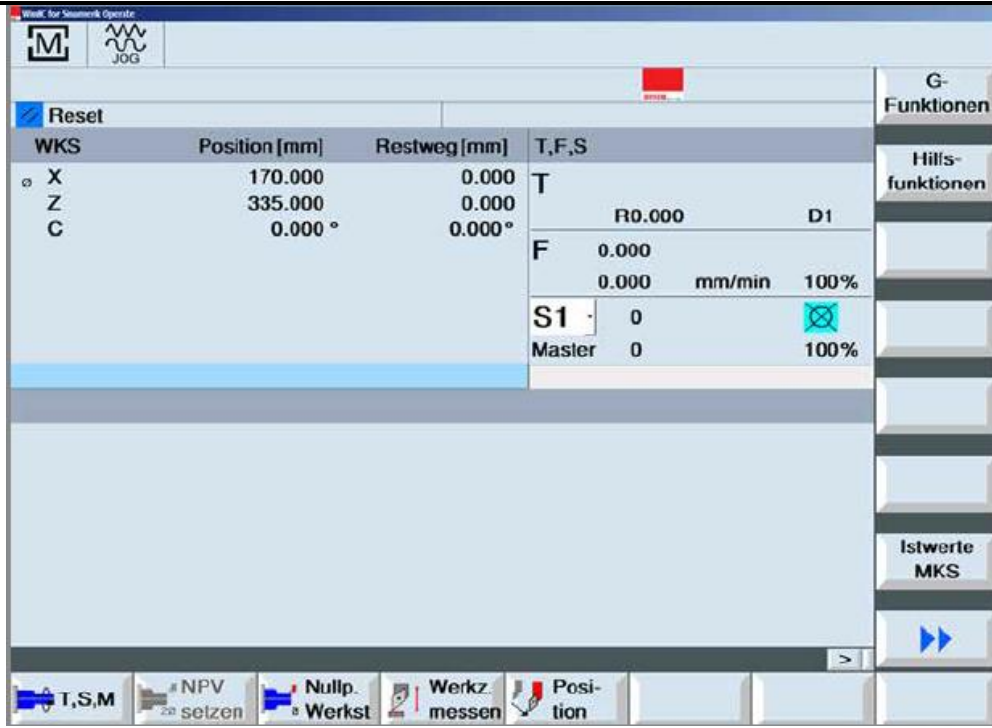 WinNC for Sinumerik Operate
M
JOG
G-
Funktionen
Reset
WKS Position [mm] Restweg [mm] T,F,S
Hilfs-
funktionen
ø X 170.000 0.000 T
Z 335.000 0.000
R0.000 D1
C 0.000 ° 0.000 °
F 0.000
0.000 mm/min 100%
S1 0
Master 0 100%
Istwerte
MKS
>
T,S,M
NPV
setzen
Nullp.
Werkst
Werkz.
messen
Posi-
tion